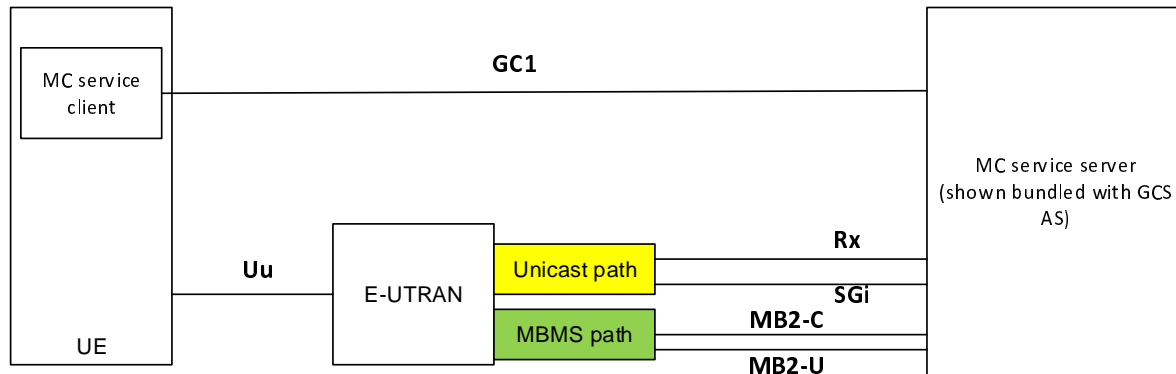 GC1
MC service
client
MC service server
(shown bundled with GCS
AS)
Rx
Unicast path
Uu
E-UTRAN
SGi
MB2-C
MBMS path
UE
MB2-U